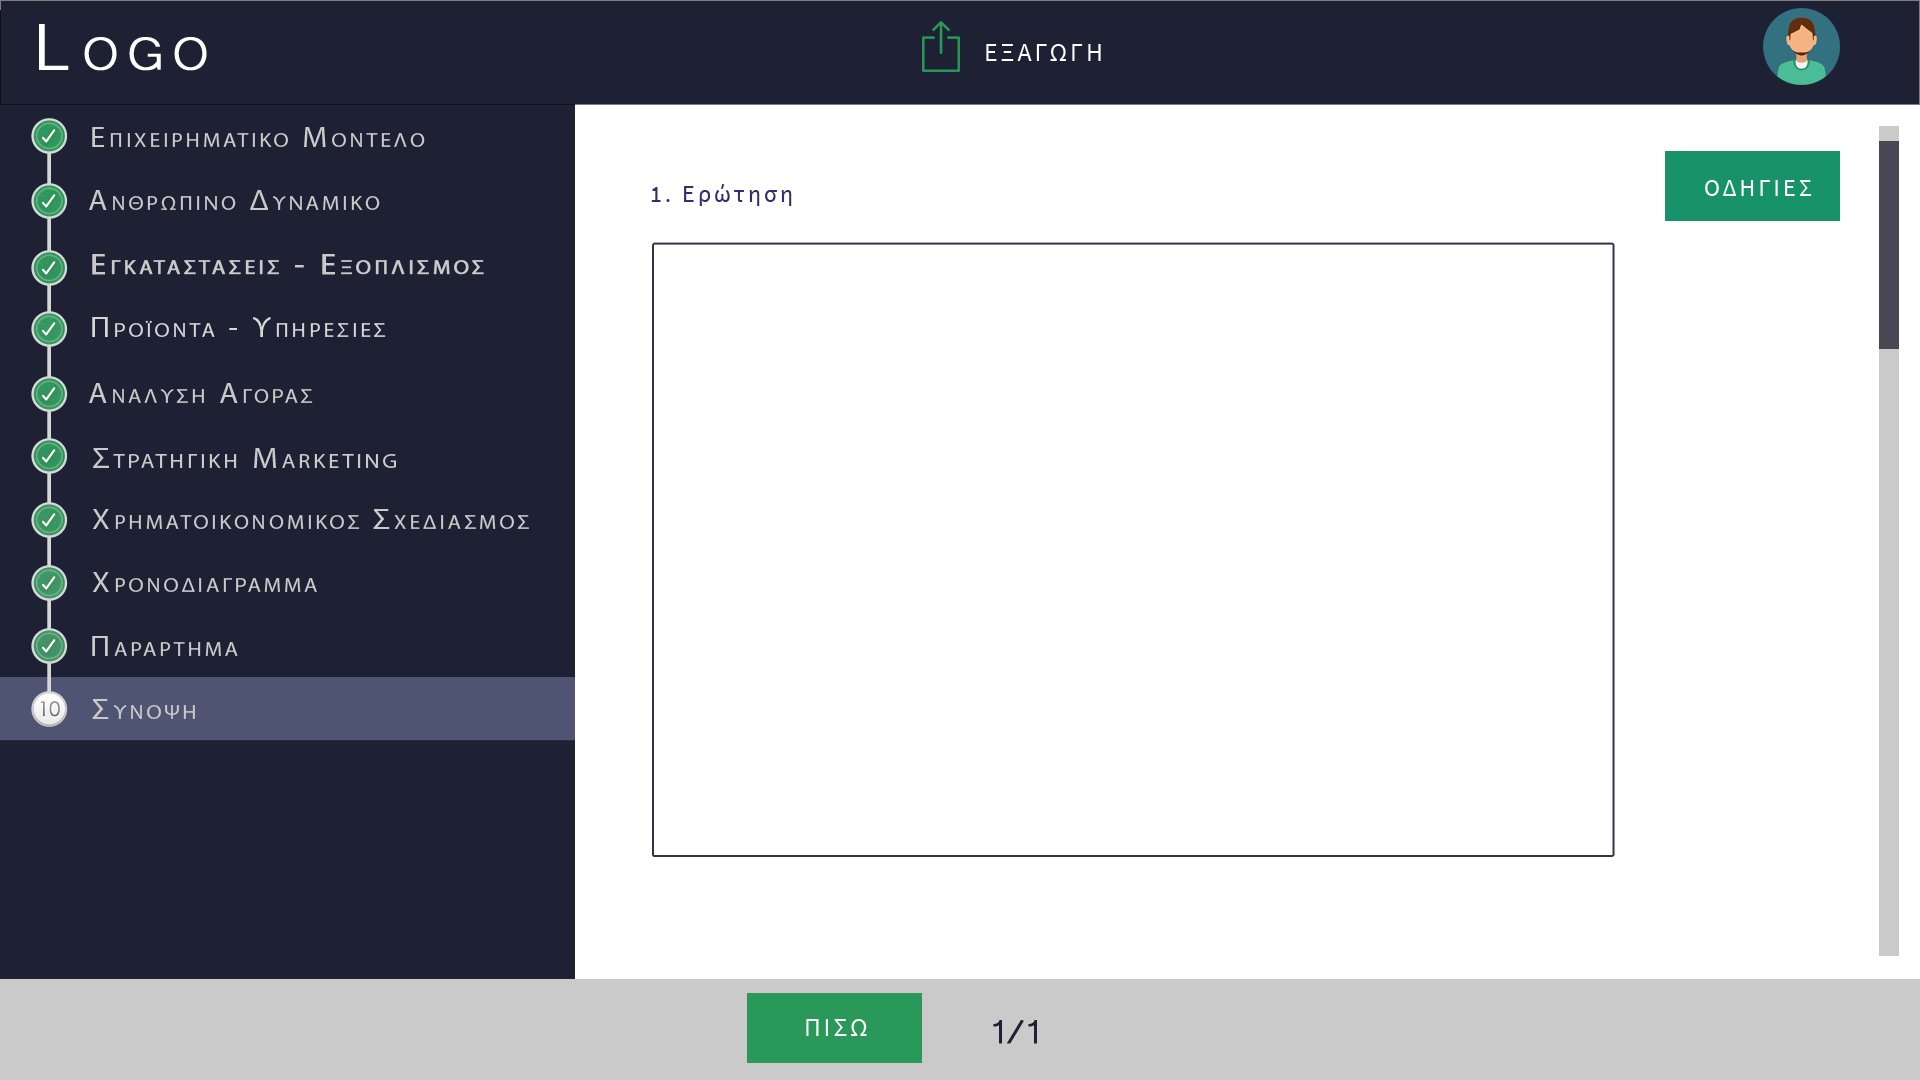 Logo
ΕΞΑΓΩΓΗ
Επιχειρηματικο Μοντελο
Ανθρωπινο Δυναμικο
Εγκαταστασεις - Εξοπλισμος
Προϊοντα - Υπηρεσιες
Αναλυση Αγορας
Στρατηγικη Marketing
Χρηματοικονομικος Σχεδιασμος
Χρονοδιαγραμμα
Παραρτημα
10 Συνοψη
1. Ερώτηση
ΟΔΗΓΙΕΣ
ΠΙΣΩ
1/1